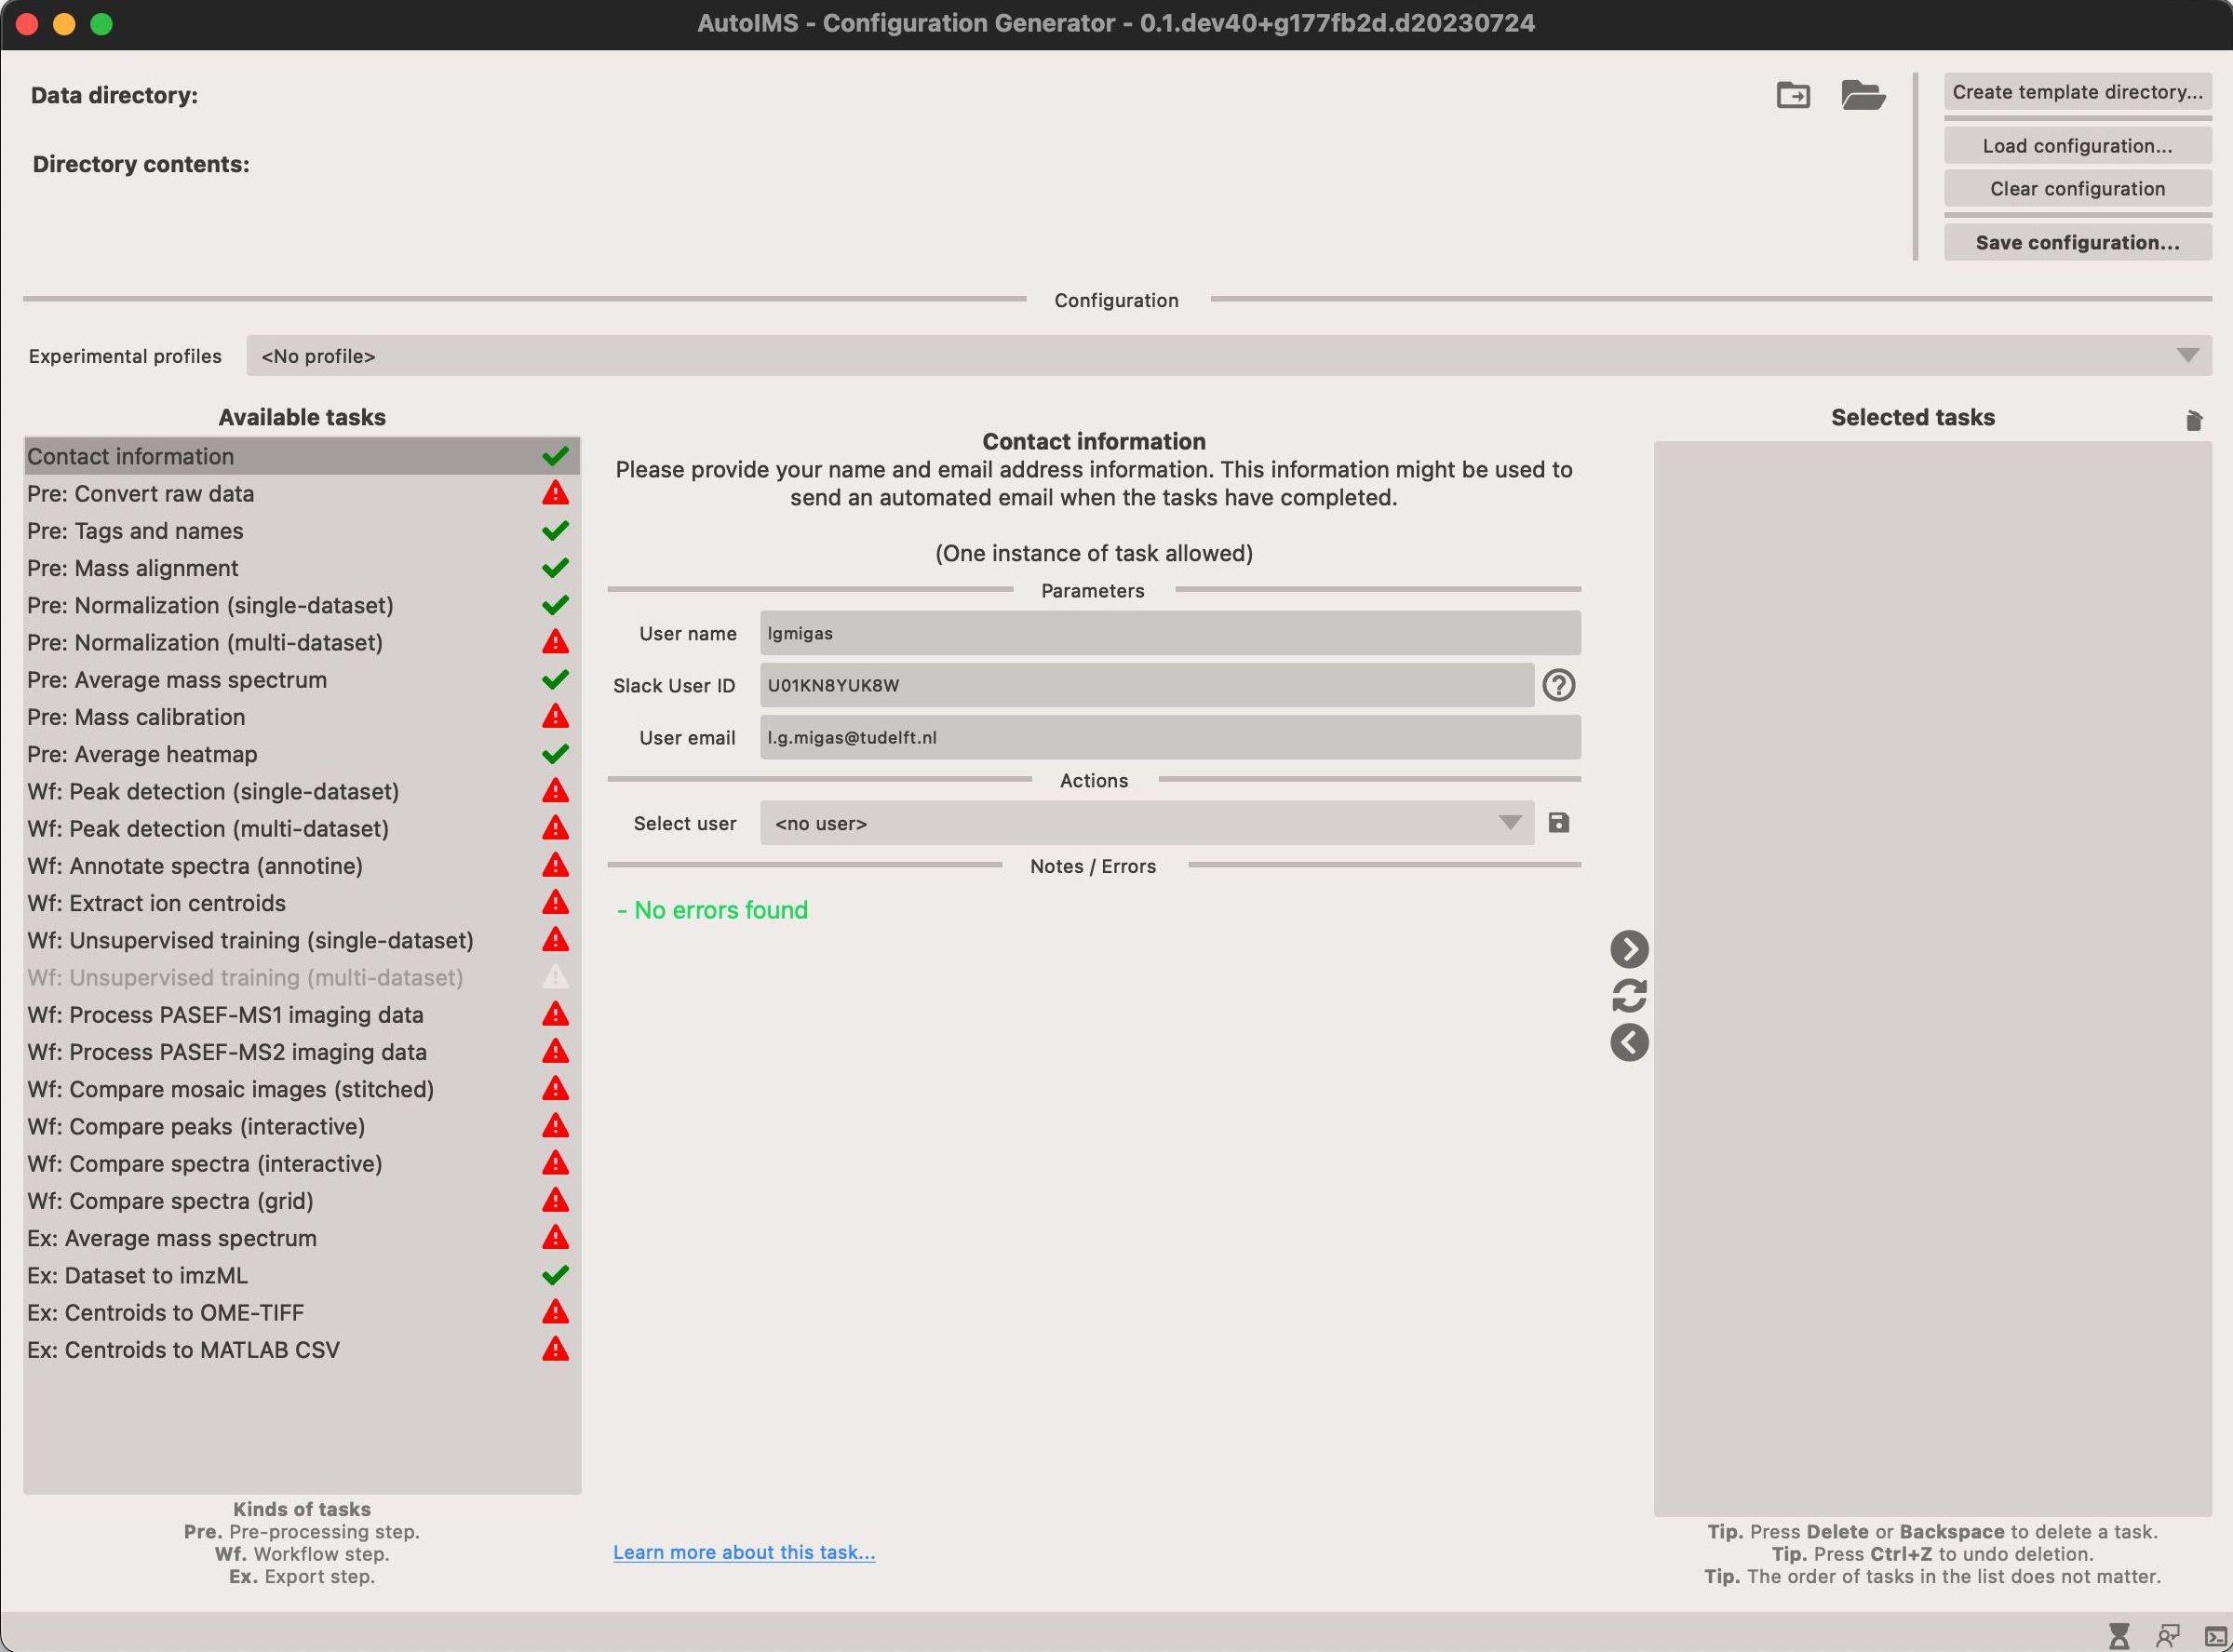 AutoIMS - Configuration Generator - 0.1.dev40+g177fb2d.d20230724
Data directory:
Create template directory...
Directory contents:
Load configuration...
Clear configuration
Save configuration...
Configuration
Experimental profiles
<No profile>
Available tasks
Contact information
Pre: Convert raw data
Pre: Tags and names
Pre: Mass alignment
Pre: Normalization (single-dataset)
Pre: Normalization (multi-dataset)
Pre: Average mass spectrum
Pre: Mass calibration
Pre: Average heatmap
Wf: Peak detection (single-dataset)
Wf: Peak detection (multi-dataset)
Wf: Annotate spectra (annotine)
Wf: Extract ion centroids
Wf: Unsupervised training (single-dataset)
Wf: Unsupervised training (multi-dataset)
Wf: Process PASEF-MS1 imaging data
Wf: Process PASEF-MS2 imaging data
Wf: Compare mosaic images (stitched)
Wf: Compare peaks (interactive)
Wf: Compare spectra (interactive)
Wf: Compare spectra (grid)
Ex: Average mass spectrum
Ex: Dataset to imzML
Ex: Centroids to OME-TIFF
Ex: Centroids to MATLAB CSV
Kinds of tasks
Pre. Pre-processing step.
Wf. Workflow step.
Ex. Export step.
Contact information
Please provide your name and email address information. This information might be used to
send an automated email when the tasks have completed.
(One instance of task allowed)
Parameters
User name
lgmigas
Slack User ID
U01KN8YUK8W
User email
l.g.migas@tudelft.nl
Actions
Select user
<no user>
Notes / Errors
- No errors found
Learn more about this task...
Selected tasks
Tip. Press Delete or Backspace to delete a task.
Tip. Press Ctrl+Z to undo deletion.
Tip. The order of tasks in the list does not matter.